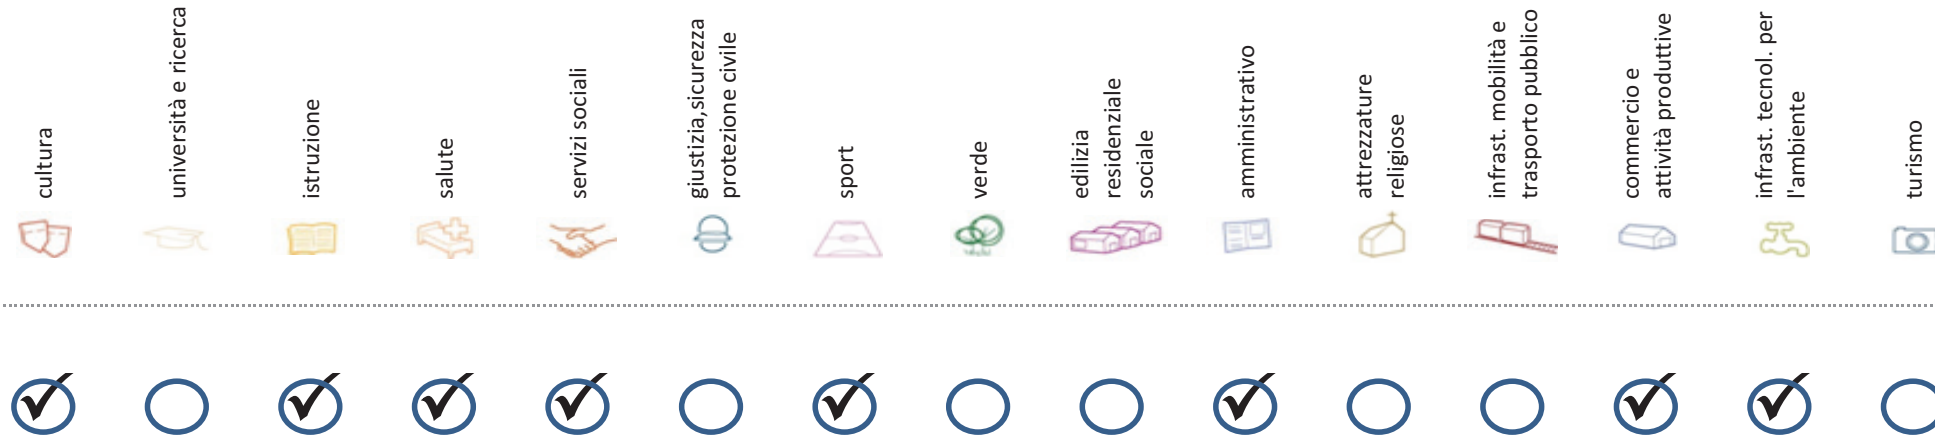 cultura
università e ricerca
istruzione
salute
servizi sociali
giustizia,sicurezza
protezione civile
sport
verde
edilizia
residenziale
sociale
amministrativo
attrezzature
religiose
infrast. mobilità e
trasporto pubblico
commercio e
attività produttive
infrast. tecnol. per
l'ambiente
turismo